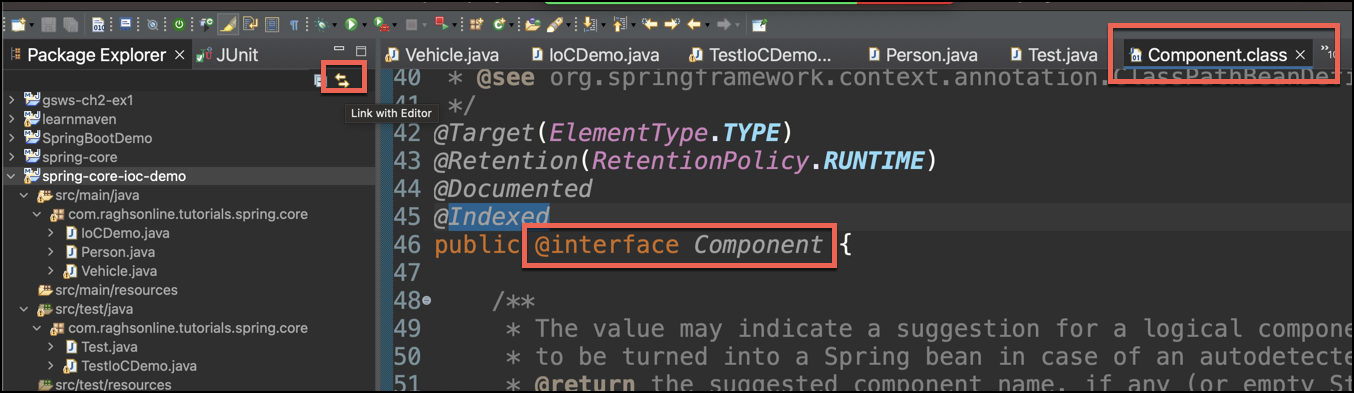 Package Explorer × JUnit
Vehicle.java IoCDemo.java TestIoCDemo... Person.java Test.java Component.class ×
Link with Editor
gsws-ch2-ex1
learnmaven
SpringBootDemo
spring-core
spring-core-ioc-demo
src/main/java
com.raghsonline.tutorials.spring.core
IoCDemo.java
Person.java
Vehicle.java
src/main/resources
src/test/java
com.raghsonline.tutorials.spring.core
Test.java
TestIoCDemo.java
src/test/resources
40 * @see org.springframework.context.annotation.ClassPathBeanDefi
41 */
42 @Target(ElementType.TYPE)
43 @Retention(RetentionPolicy.RUNTIME)
44 @Documented
45 @Indexed
46 public @interface Component {
47
48 /**
49 * The value may indicate a suggestion for a logical compone
50 * to be turned into a Spring bean in case of an autodetecte
51 * @return the suggested component name, if any (or empty St